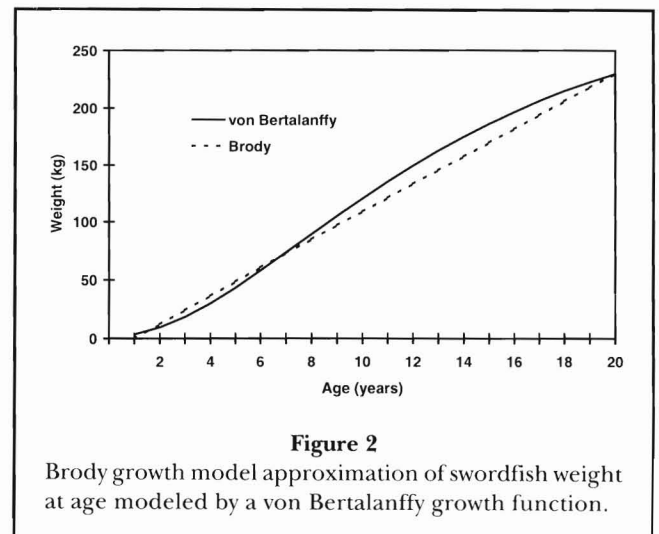 250
200
150
100
50
0
Weight (kg)
von Bertalanffy
Brody
2 4 6 8 10 12 14 16 18 20
Age (years)
Figure 2
Brody growth model approximation of swordfish weight
at age modeled by a von Bertalanffy growth function.